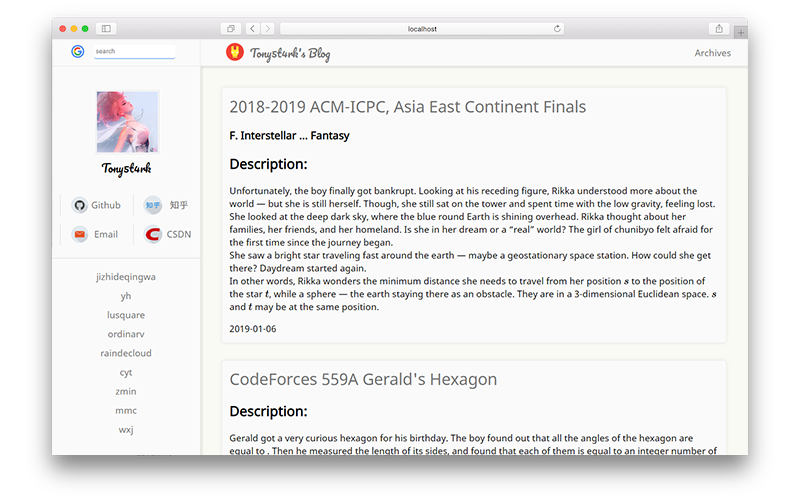 localhost
search
Tony5t4rk's Blog
Archives
Tony5t4rk
Github
知乎
知乎
Email
CSDN
jizhideqingwa
yh
lusquare
ordinarv
raindecloud
cyt
zmin
mmc
wxj
2018-2019 ACM-ICPC, Asia East Continent Finals
F. Interstellar ... Fantasy
Description:
Unfortunately, the boy finally got bankrupt. Looking at his receding figure, Rikka understood more about the
world — but she is still herself. Though, she still sat on the tower and spent time with the low gravity, feeling lost.
She looked at the deep dark sky, where the blue round Earth is shining overhead. Rikka thought about her
families, her friends, and her homeland. Is she in her dream or a “real” world? The girl of chunibyo felt afraid for
the first time since the journey began.
She saw a bright star traveling fast around the earth — maybe a geostationary space station. How could she get
there? Daydream started again.
In other words, Rikka wonders the minimum distance she needs to travel from her position s to the position of
the star t, while a sphere — the earth staying there as an obstacle. They are in a 3-dimensional Euclidean space. s
and t may be at the same position.
2019-01-06
CodeForces 559A Gerald's Hexagon
Description:
Gerald got a very curious hexagon for his birthday. The boy found out that all the angles of the hexagon are
equal to . Then he measured the length of its sides, and found that each of them is equal to an integer number of